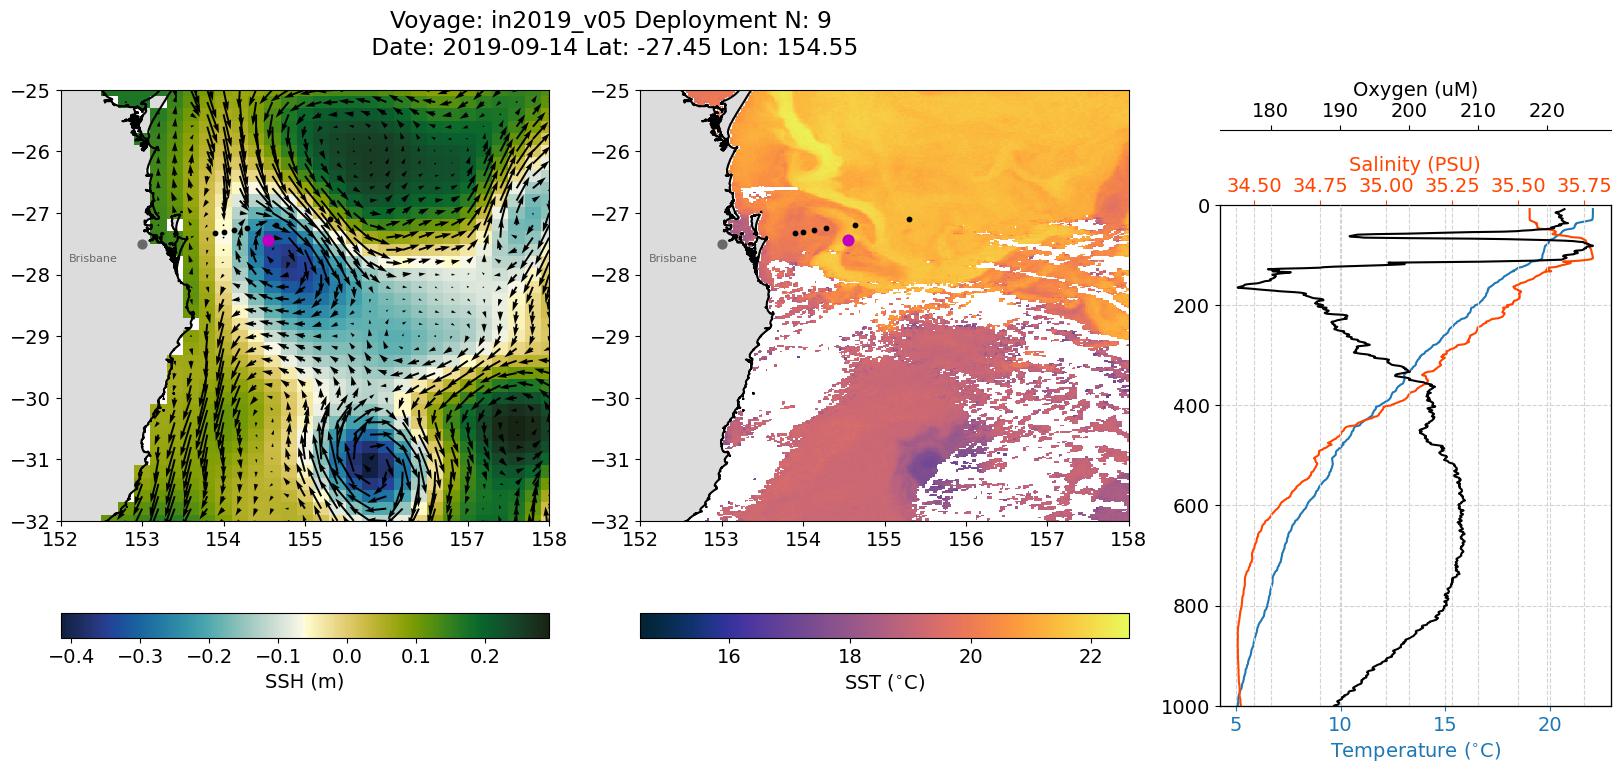 Voyage: in2019_v05 Deployment N: 9
Date: 2019-09-14 Lat: -27.45 Lon: 154.55
−25
−26
−27
−28
−29
−30
−31
−32
152 153 154 155 156 157 158
Brisbane
−0.4 −0.3 −0.2 −0.1 0.0 0.1 0.2
SSH (m)
−25
−26
−27
−28
−29
−30
−31
−32
152 153 154 155 156 157 158
Brisbane
16 18 20 22
SST (°C)
Oxygen (uM)
180 190 200 210 220
Salinity (PSU)
34.50 34.75 35.00 35.25 35.50 35.75
0
200
400
600
800
1000
5 10 15 20
Temperature (°C)